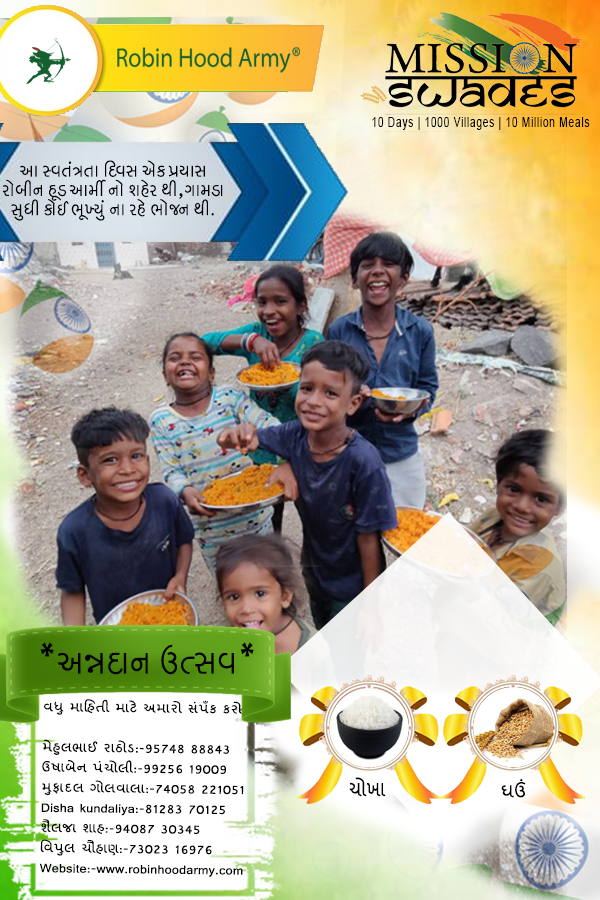 Robin Hood Army®
MISSION
SWADES
10 Days | 1000 Villages | 10 Million Meals
આ સ્વતંત્રતા દિવસ એક પ્રયાસ
રોબીન હૂડ આર્મી નો શહેર થી,ગામડા
સુધી કોઈ ભૂખ્યું ના રહે ભોજન થી.
*અન્નદાન ઉત્સવ*
વધુ માહિતી માટે અમારો સંપર્ક કરો
મેહુલભાઈ રાઠોડ:-95748 88843
ઉષાબેન પંચોલી:-99256 19009
મુફાદલ ગોલવાલા:-74058 221051
Disha kundaliya:-81283 70125
શૈલજા શાહ:-94087 30345
વિપુલ ચૌહાણ:-73023 16976
Website:-www.robinhoodarmy.com
ચોખા
ઘઉં